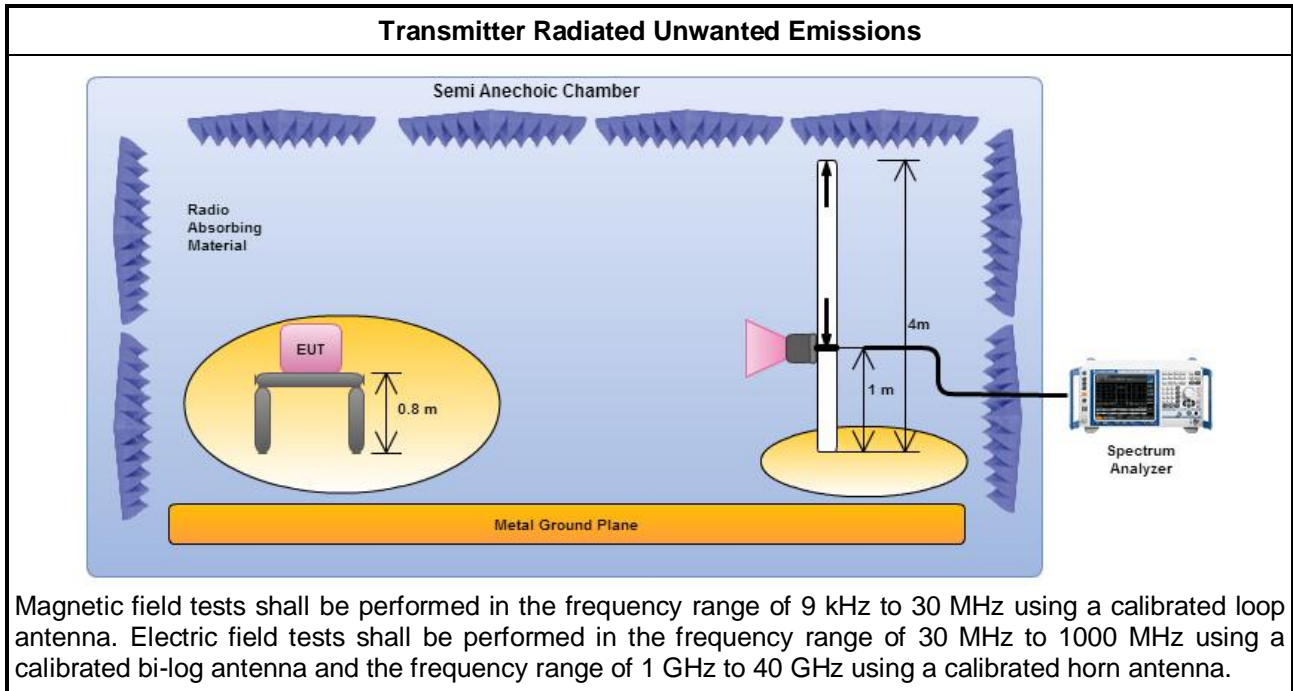 Transmitter Radiated Unwanted Emissions
Semi Anechoic Chamber
Radio
Absorbing
Material
EUT
0.8 m
4m
1 m
Spectrum
Analyzer
Metal Ground Plane
Magnetic field tests shall be performed in the frequency range of 9 kHz to 30 MHz using a calibrated loop
antenna. Electric field tests shall be performed in the frequency range of 30 MHz to 1000 MHz using a
calibrated bi-log antenna and the frequency range of 1 GHz to 40 GHz using a calibrated horn antenna.